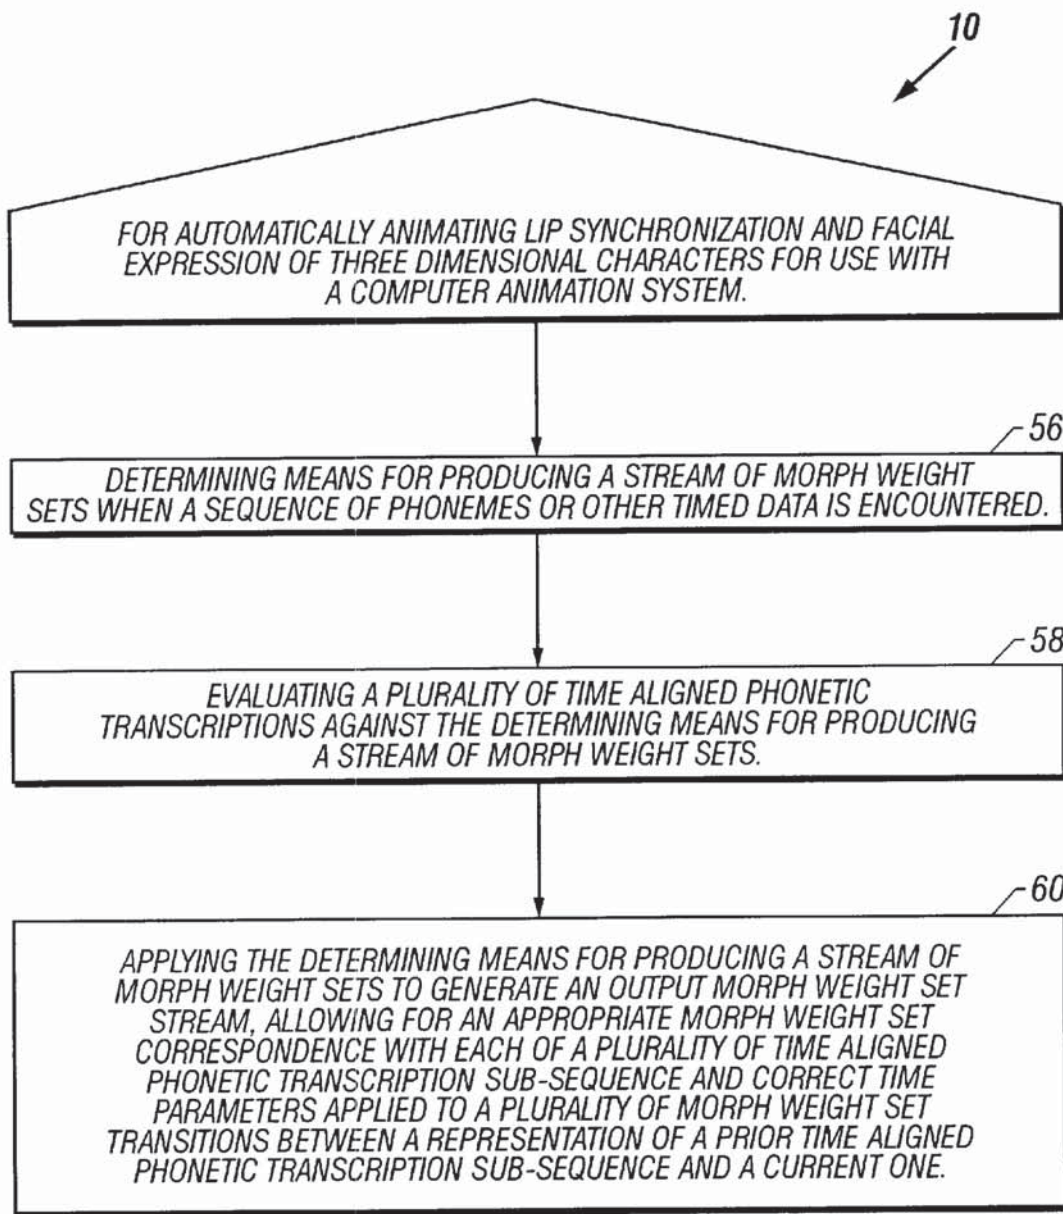 10
FOR AUTOMATICALLY ANIMATING LIP SYNCHRONIZATION AND FACIAL
EXPRESSION OF THREE DIMENSIONAL CHARACTERS FOR USE WITH
A COMPUTER ANIMATION SYSTEM.
56
DETERMINING MEANS FOR PRODUCING A STREAM OF MORPH WEIGHT
SETS WHEN A SEQUENCE OF PHONEMES OR OTHER TIMED DATA IS ENCOUNTERED.
58
EVALUATING A PLURALITY OF TIME ALIGNED PHONETIC
TRANSCRIPTIONS AGAINST THE DETERMINING MEANS FOR PRODUCING
A STREAM OF MORPH WEIGHT SETS.
60
APPLYING THE DETERMINING MEANS FOR PRODUCING A STREAM OF
MORPH WEIGHT SETS TO GENERATE AN OUTPUT MORPH WEIGHT SET
STREAM, ALLOWING FOR AN APPROPRIATE MORPH WEIGHT SET
CORRESPONDENCE WITH EACH OF A PLURALITY OF TIME ALIGNED
PHONETIC TRANSCRIPTION SUB-SEQUENCE AND CORRECT TIME
PARAMETERS APPLIED TO A PLURALITY OF MORPH WEIGHT SET
TRANSITIONS BETWEEN A REPRESENTATION OF A PRIOR TIME ALIGNED
PHONETIC TRANSCRIPTION SUB-SEQUENCE AND A CURRENT ONE.